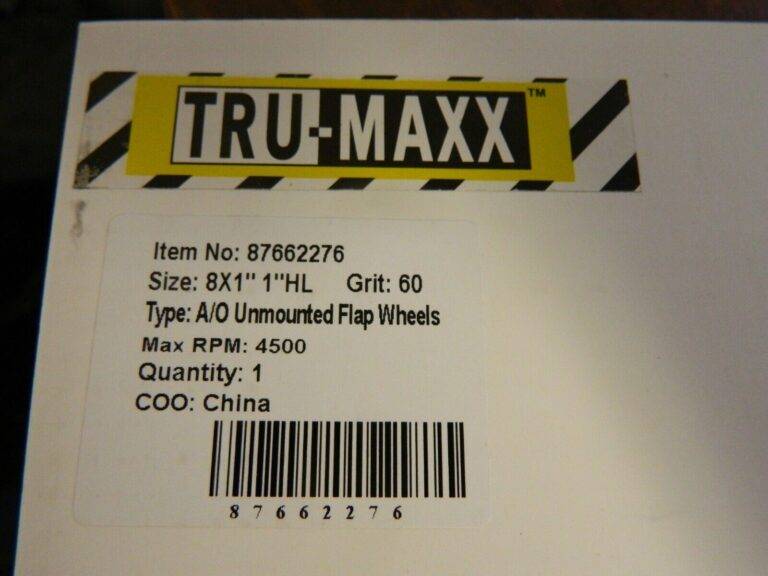 TRU-MAXX™
Item No: 87662276
Size: 8X1" 1"HL Grit: 60
Type: A/O Unmounted Flap Wheels
Max RPM: 4500
Quantity: 1
COO: China
87662276